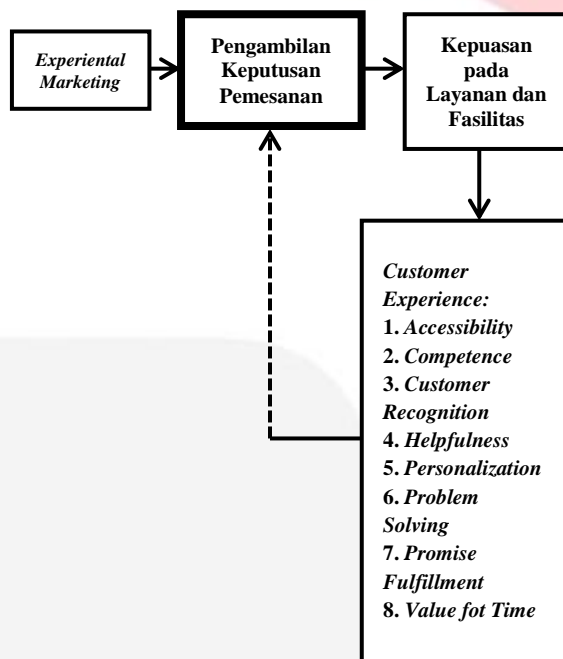 Experiental
Marketing
Pengambilan
Keputusan
Pemesanan
Kepuasan
pada
Layanan dan
Fasilitas
Customer
Experience:
1. Accessibility
2. Competence
3. Customer
Recognition
4. Helpfulness
5. Personalization
6. Problem
Solving
7. Promise
Fulfillment
8. Value fot Time